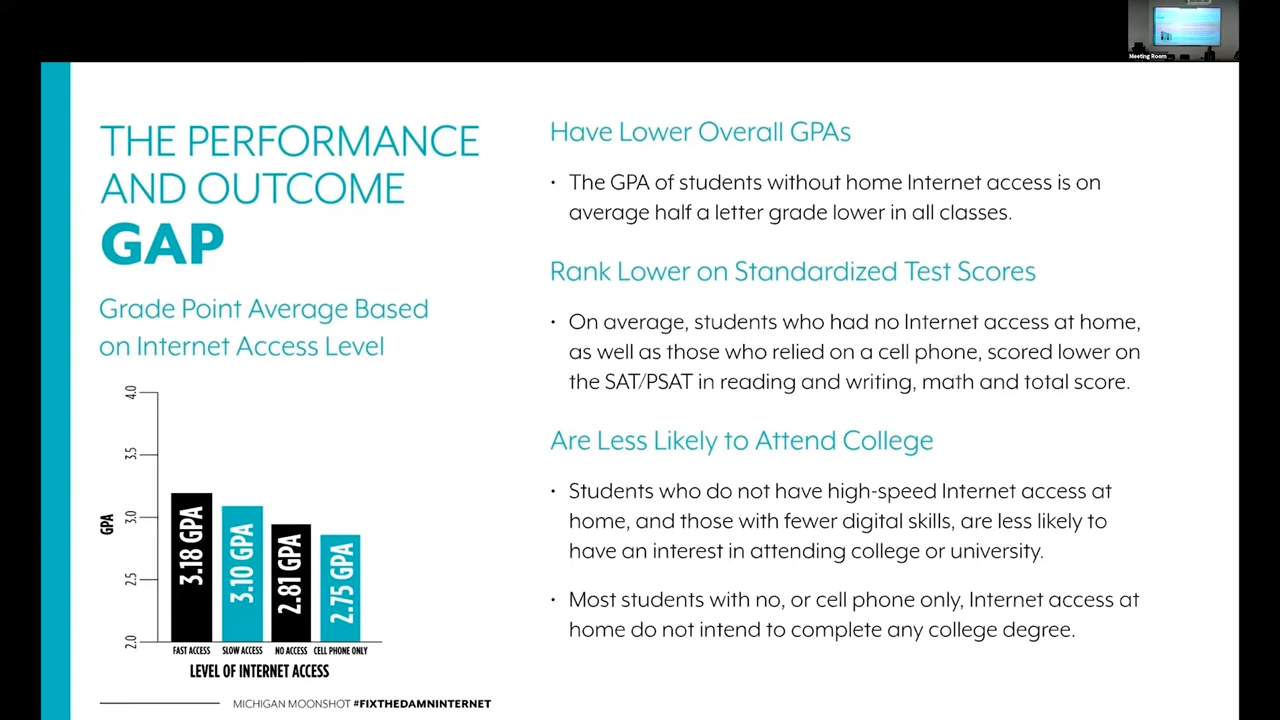 Meeting Room
THE PERFORMANCE
AND OUTCOME
GAP
Grade Point Average Based
on Internet Access Level
4.0
3.5
3.0
2.5
2.0
GPA
3.18 GPA
3.10 GPA
2.81 GPA
2.75 GPA
FAST ACCESS
SLOW ACCESS
NO ACCESS
CELL PHONE ONLY
LEVEL OF INTERNET ACCESS
MICHIGAN MOONSHOT #FIXTHEDAMNINTERNET
Have Lower Overall GPAs
• The GPA of students without home Internet access is on
average half a letter grade lower in all classes.
Rank Lower on Standardized Test Scores
• On average, students who had no Internet access at home,
as well as those who relied on a cell phone, scored lower on
the SAT/PSAT in reading and writing, math and total score.
Are Less Likely to Attend College
• Students who do not have high-speed Internet access at
home, and those with fewer digital skills, are less likely to
have an interest in attending college or university.
• Most students with no, or cell phone only, Internet access at
home do not intend to complete any college degree.